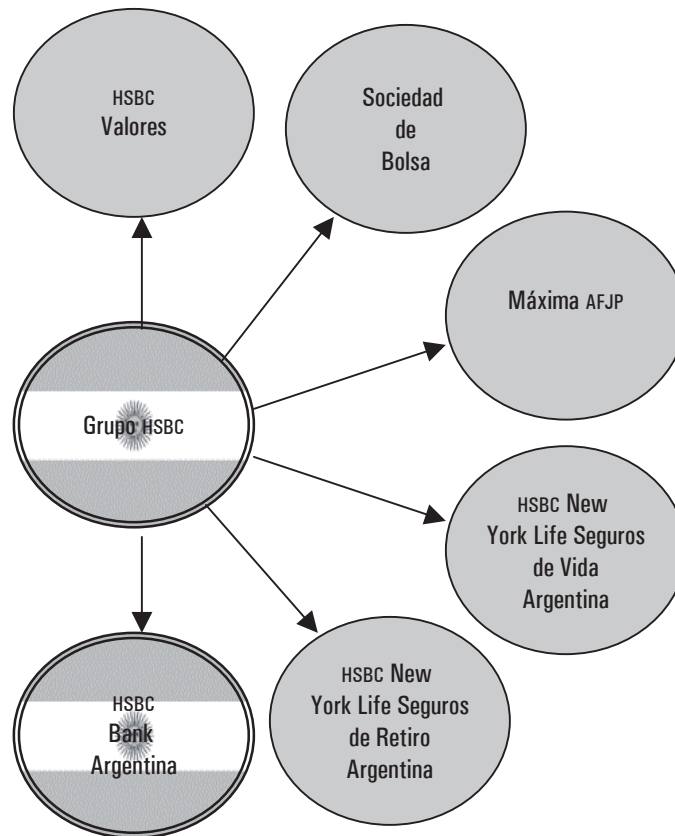 HSBC
Valores
Sociedad
de
Bolsa
Máxima AFJP
Grupo HSBC
HSBC New
York Life Seguros
de Vida
Argentina
HSBC New
York Life Seguros
de Retiro
Argentina
HSBC
Bank
Argentina